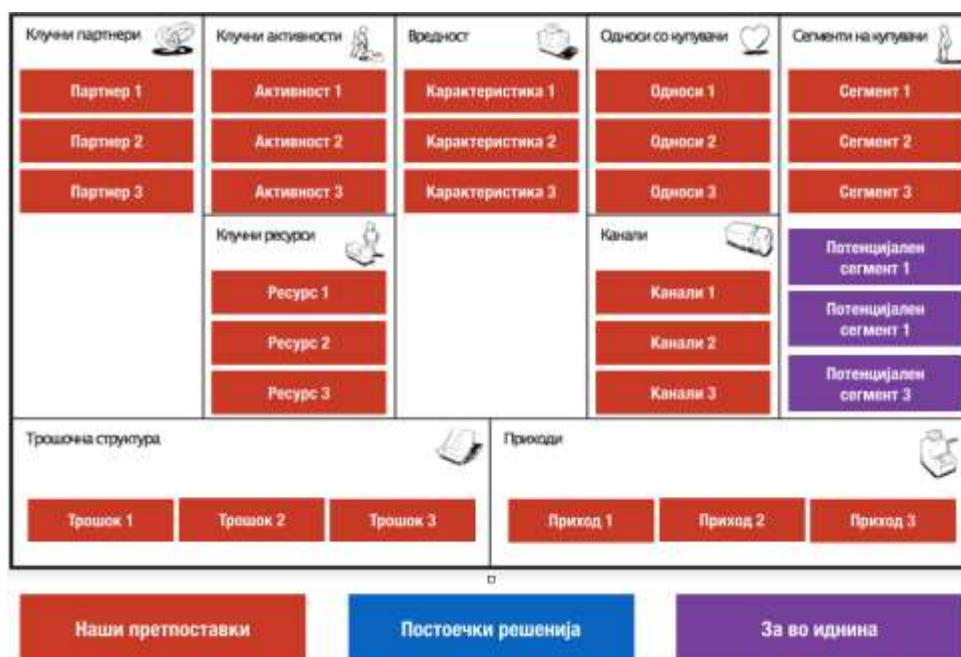 Клучни партнери
Партнер 1
Партнер 2
Партнер 3
Клучни активности
Активност 1
Активност 2
Активност 3
Клучни ресурси
Ресурс 1
Ресурс 2
Ресурс 3
Вредност
Карактеристика 1
Карактеристика 2
Карактеристика 3
Односи со купувачи
Односи 1
Односи 2
Односи 3
Канали
Канали 1
Канали 2
Канали 3
Сегменти на купувачи
Сегмент 1
Сегмент 2
Сегмент 3
Потенцијален
сегмент 1
Потенцијален
сегмент 1
Потенцијален
сегмент 3
Трошочна структура
Трошок 1
Трошок 2
Трошок 3
Приходи
Приход 1
Приход 2
Приход 3
Наши претпоставки
Постоечки решенија
За во иднина